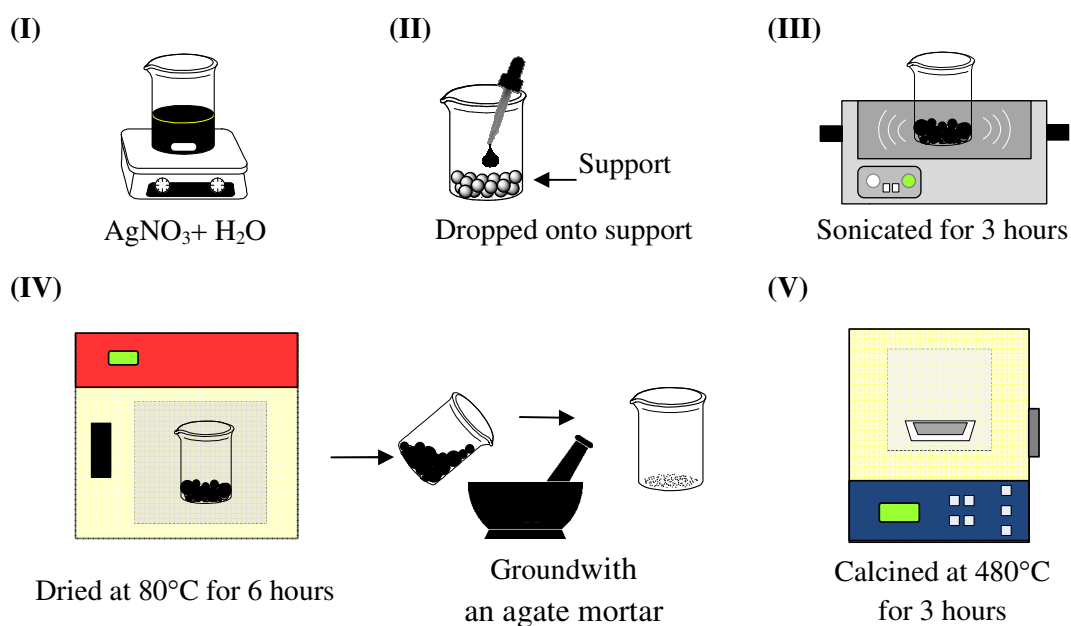 (I)
(II)
(III)
Support
AgNO₃+ H₂O
Dropped onto support
Sonicated for 3 hours
(IV)
(V)
Dried at 80°C for 6 hours
Groundwith
an agate mortar
Calcined at 480°C
for 3 hours